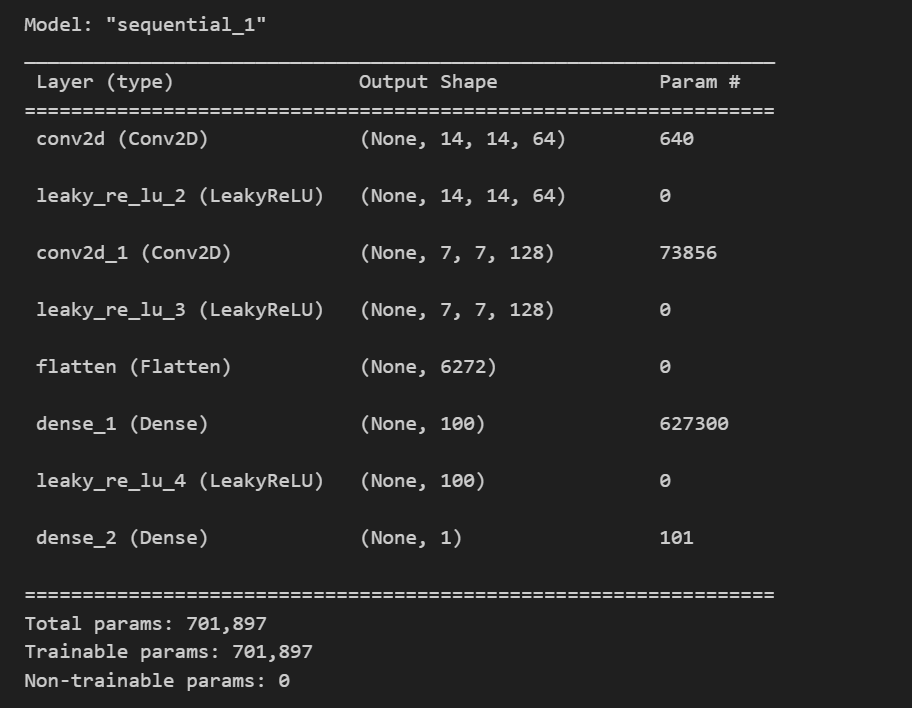 Model: "sequential_1"
_________________________________________________________________
Layer (type) Output Shape Param #
=================================================================
conv2d (Conv2D) (None, 14, 14, 64) 640
leaky_re_lu_2 (LeakyReLU) (None, 14, 14, 64) 0
conv2d_1 (Conv2D) (None, 7, 7, 128) 73856
leaky_re_lu_3 (LeakyReLU) (None, 7, 7, 128) 0
flatten (Flatten) (None, 6272) 0
dense_1 (Dense) (None, 100) 627300
leaky_re_lu_4 (LeakyReLU) (None, 100) 0
dense_2 (Dense) (None, 1) 101
=================================================================
Total params: 701,897
Trainable params: 701,897
Non-trainable params: 0